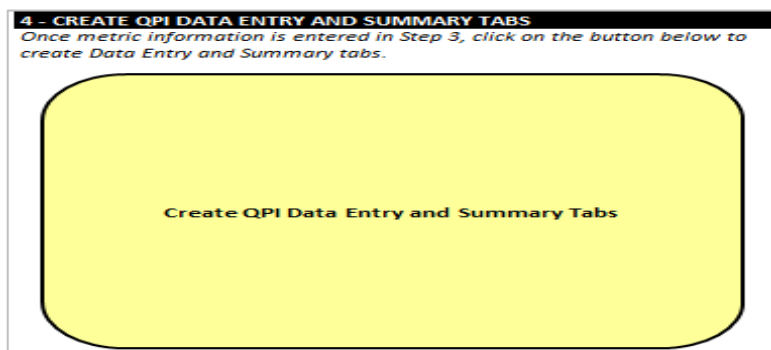 4 - CREATE QPI DATA ENTRY AND SUMMARY TABS
Once metric information is entered in Step 3, click on the button below to
create Data Entry and Summary tabs.
Create QPI Data Entry and Summary Tabs